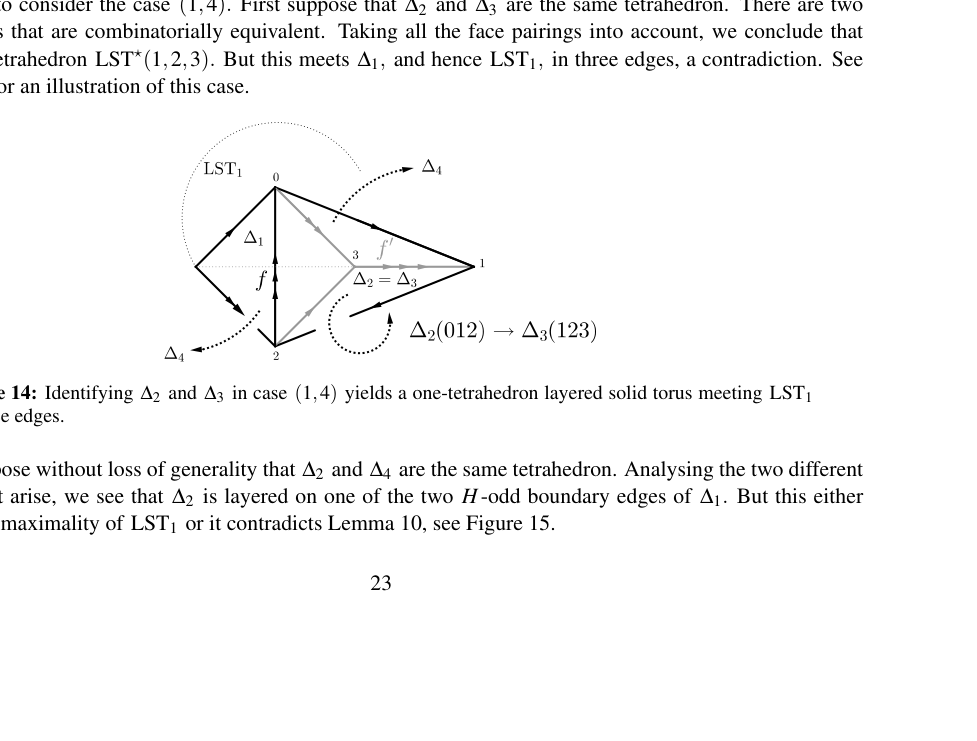 o consider the case (1,4). First suppose that Δ₂ and Δ₃ are the same tetrahedron. There are two
s that are combinatorially equivalent. Taking all the face pairings into account, we conclude that
etrahedron LST⋆(1,2,3). But this meets Δ₁, and hence LST₁, in three edges, a contradiction. See
or an illustration of this case.
LST₁
0
Δ₄
Δ₁
3
f′
1
f
Δ₂ = Δ₃
Δ₂(012) → Δ₃(123)
Δ₄
2
e 14: Identifying Δ₂ and Δ₃ in case (1,4) yields a one-tetrahedron layered solid torus meeting LST₁
e edges.
ose without loss of generality that Δ₂ and Δ₄ are the same tetrahedron. Analysing the two different
t arise, we see that Δ₂ is layered on one of the two H-odd boundary edges of Δ₁. But this either
maximality of LST₁ or it contradicts Lemma 10, see Figure 15.
23